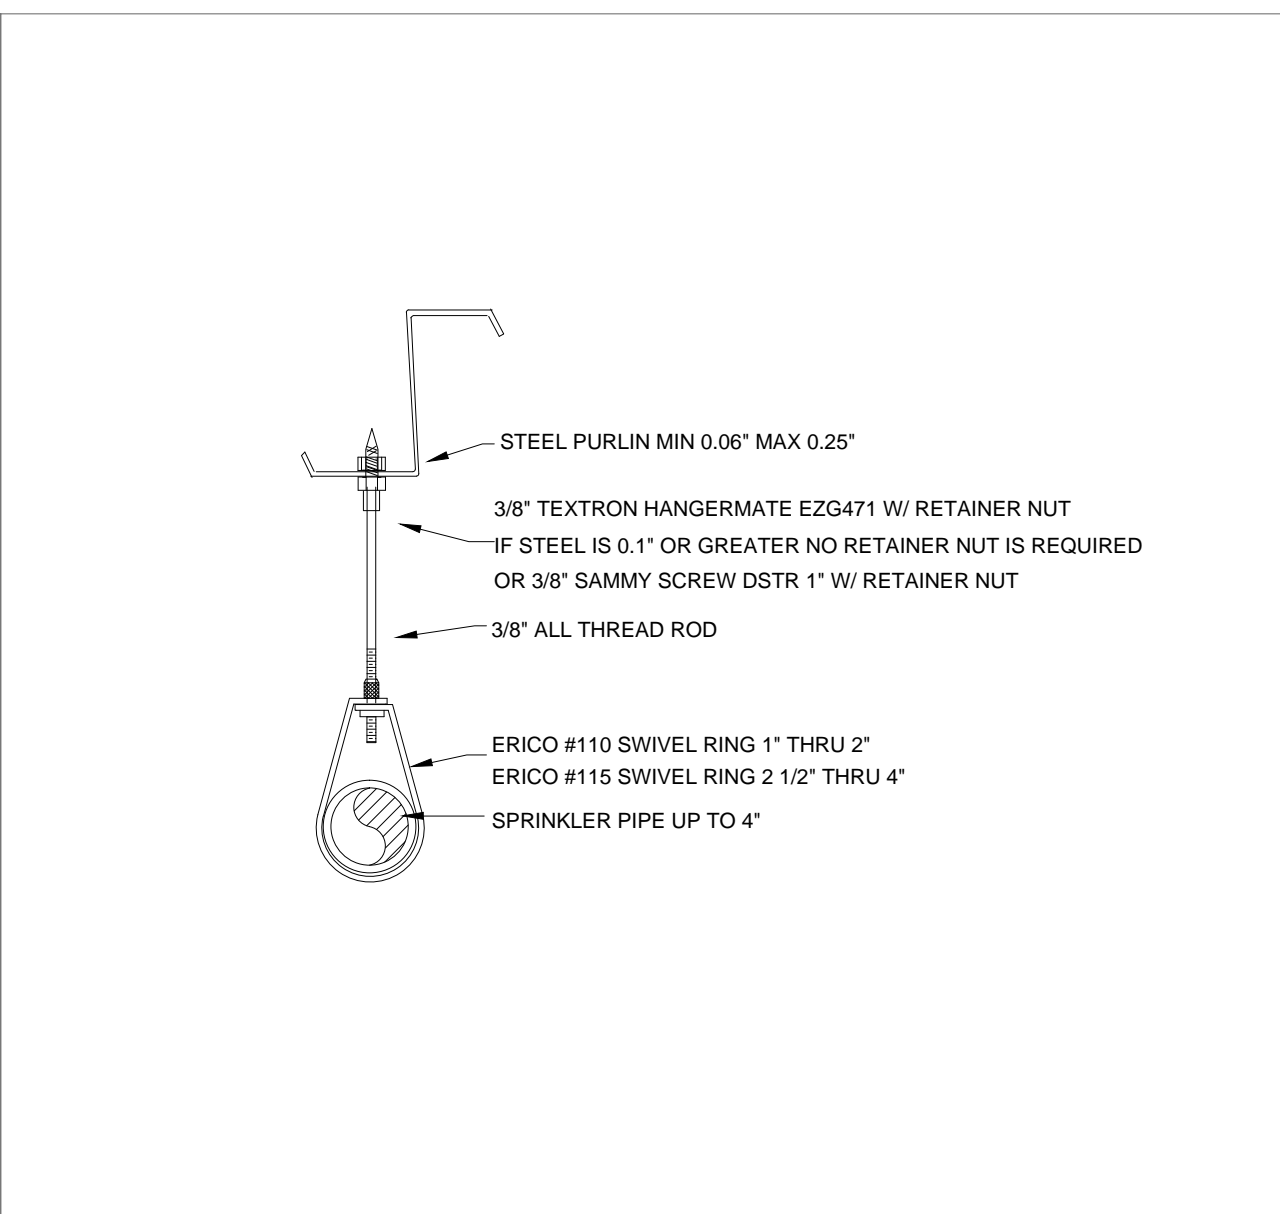 STEEL PURLIN MIN 0.06" MAX 0.25"
3/8" TEXTRON HANGERMATE EZG471 W/ RETAINER NUT
IF STEEL IS 0.1" OR GREATER NO RETAINER NUT IS REQUIRED
OR 3/8" SAMMY SCREW DSTR 1" W/ RETAINER NUT
3/8" ALL THREAD ROD
ERICO #110 SWIVEL RING 1" THRU 2"
ERICO #115 SWIVEL RING 2 1/2" THRU 4"
SPRINKLER PIPE UP TO 4"